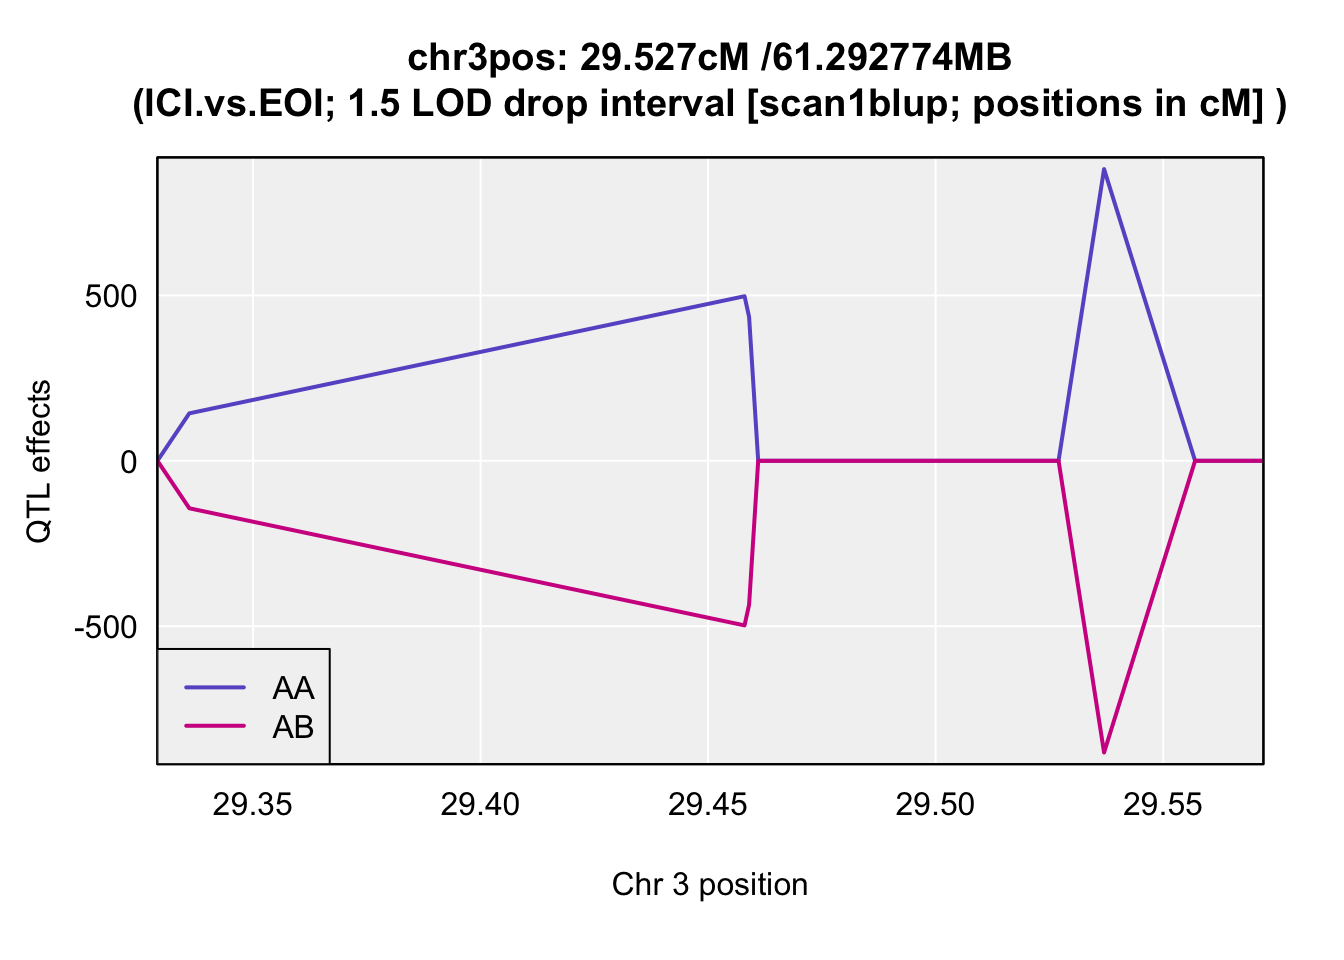 chr3pos: 29.527cM /61.292774MB
(ICI.vs.EOI; 1.5 LOD drop interval [scan1blup; positions in cM] )
QTL effects
500
0
-500
AA
AB
29.35 29.40 29.45 29.50 29.55
Chr 3 position